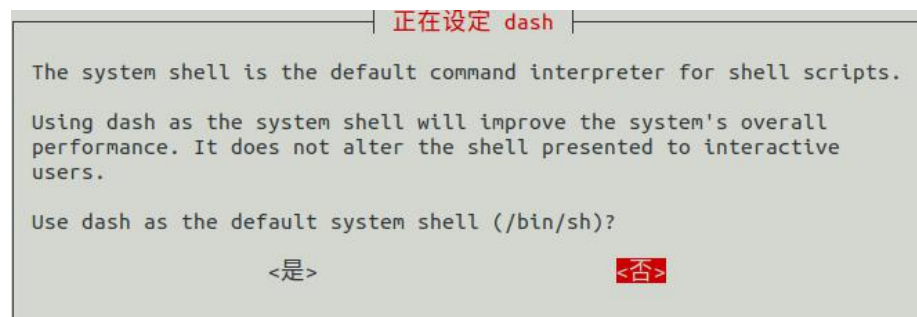 正在设定 dash
The system shell is the default command interpreter for shell scripts.
Using dash as the system shell will improve the system's overall
performance. It does not alter the shell presented to interactive
users.
Use dash as the default system shell (/bin/sh)?
<是> <否>